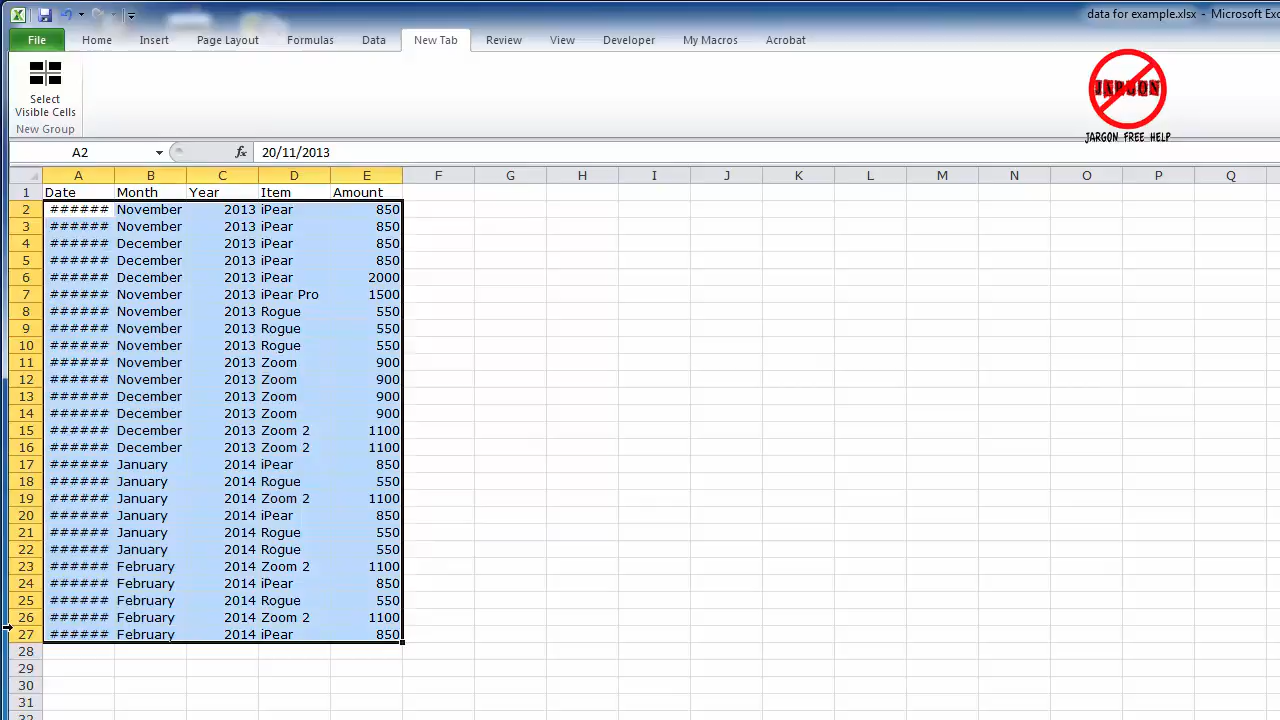 data for example.xlsx - Microsoft Exc
File Home Insert Page Layout Formulas Data New Tab Review View Developer My Macros Acrobat
Select
Visible Cells
New Group
JARGON
JARGON FREE HELP
A2 fx 20/11/2013
A B C D E F G H I J K L M N O P Q
1 Date Month Year Item Amount
2 ###### November 2013 iPear 850
3 ###### November 2013 iPear 850
4 ###### December 2013 iPear 850
5 ###### December 2013 iPear 850
6 ###### December 2013 iPear 2000
7 ###### November 2013 iPear Pro 1500
8 ###### November 2013 Rogue 550
9 ###### November 2013 Rogue 550
10 ###### November 2013 Rogue 550
11 ###### November 2013 Zoom 900
12 ###### November 2013 Zoom 900
13 ###### December 2013 Zoom 900
14 ###### December 2013 Zoom 900
15 ###### December 2013 Zoom 2 1100
16 ###### December 2013 Zoom 2 1100
17 ###### January 2014 iPear 850
18 ###### January 2014 Rogue 550
19 ###### January 2014 Zoom 2 1100
20 ###### January 2014 iPear 850
21 ###### January 2014 Rogue 550
22 ###### January 2014 Rogue 550
23 ###### February 2014 Zoom 2 1100
24 ###### February 2014 iPear 850
25 ###### February 2014 Rogue 550
26 ###### February 2014 Zoom 2 1100
27 ###### February 2014 iPear 850
28
29
30
31
32